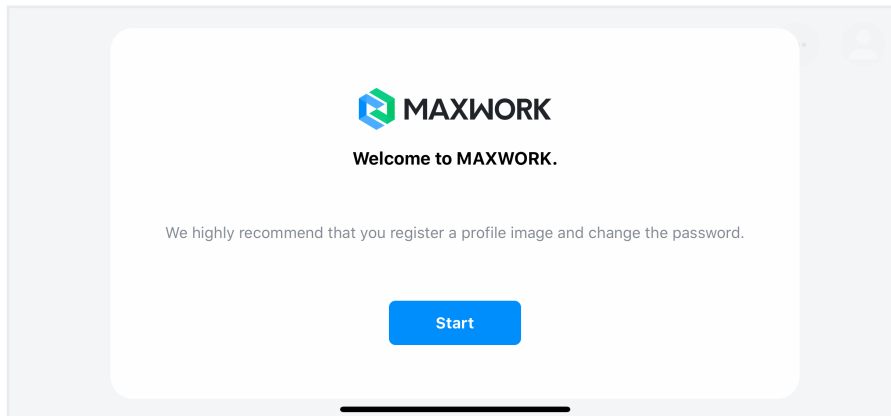 MAXWORK
Welcome to MAXWORK.
We highly recommend that you register a profile image and change the password.
Start